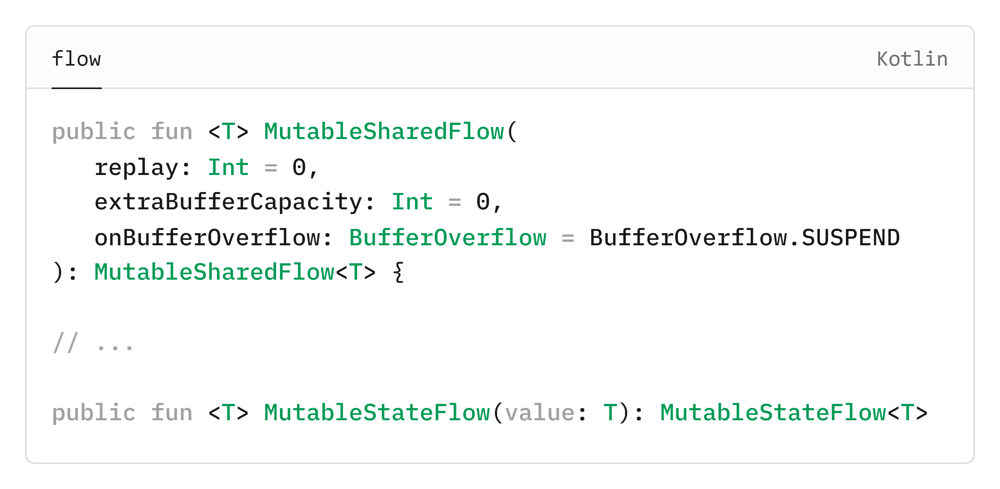 flow
Kotlin
public fun <T> MutableSharedFlow(
   replay: Int = 0,
   extraBufferCapacity: Int = 0,
   onBufferOverflow: BufferOverflow = BufferOverflow.SUSPEND
): MutableSharedFlow<T> {
// ...
public fun <T> MutableStateFlow(value: T): MutableStateFlow<T>